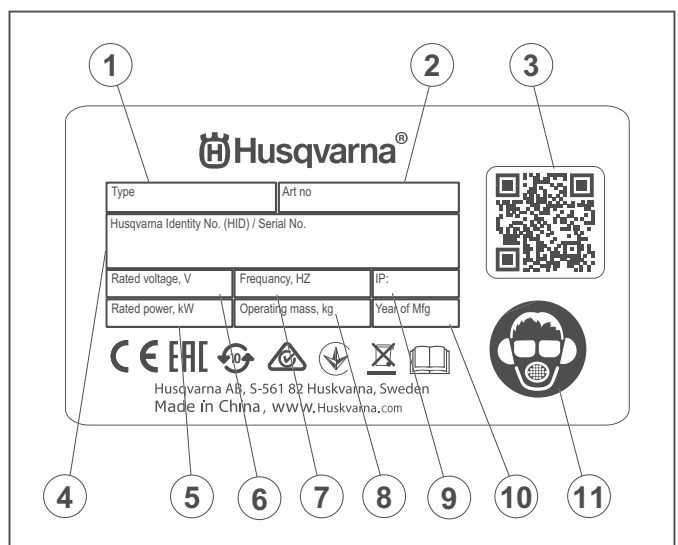 1 2 3
Husqvarna®
Type Art no
Husqvarna Identity No. (HID) / Serial No.
Rated voltage, V Frequancy, HZ IP:
Rated power, kW Operating mass, kg Year of Mfg
CE EAC 10
Husqvarna AB, S-561 82 Huskvarna, Sweden
Made in China, www.Huskvarna.com
4 5 6 7 8 9 10 11